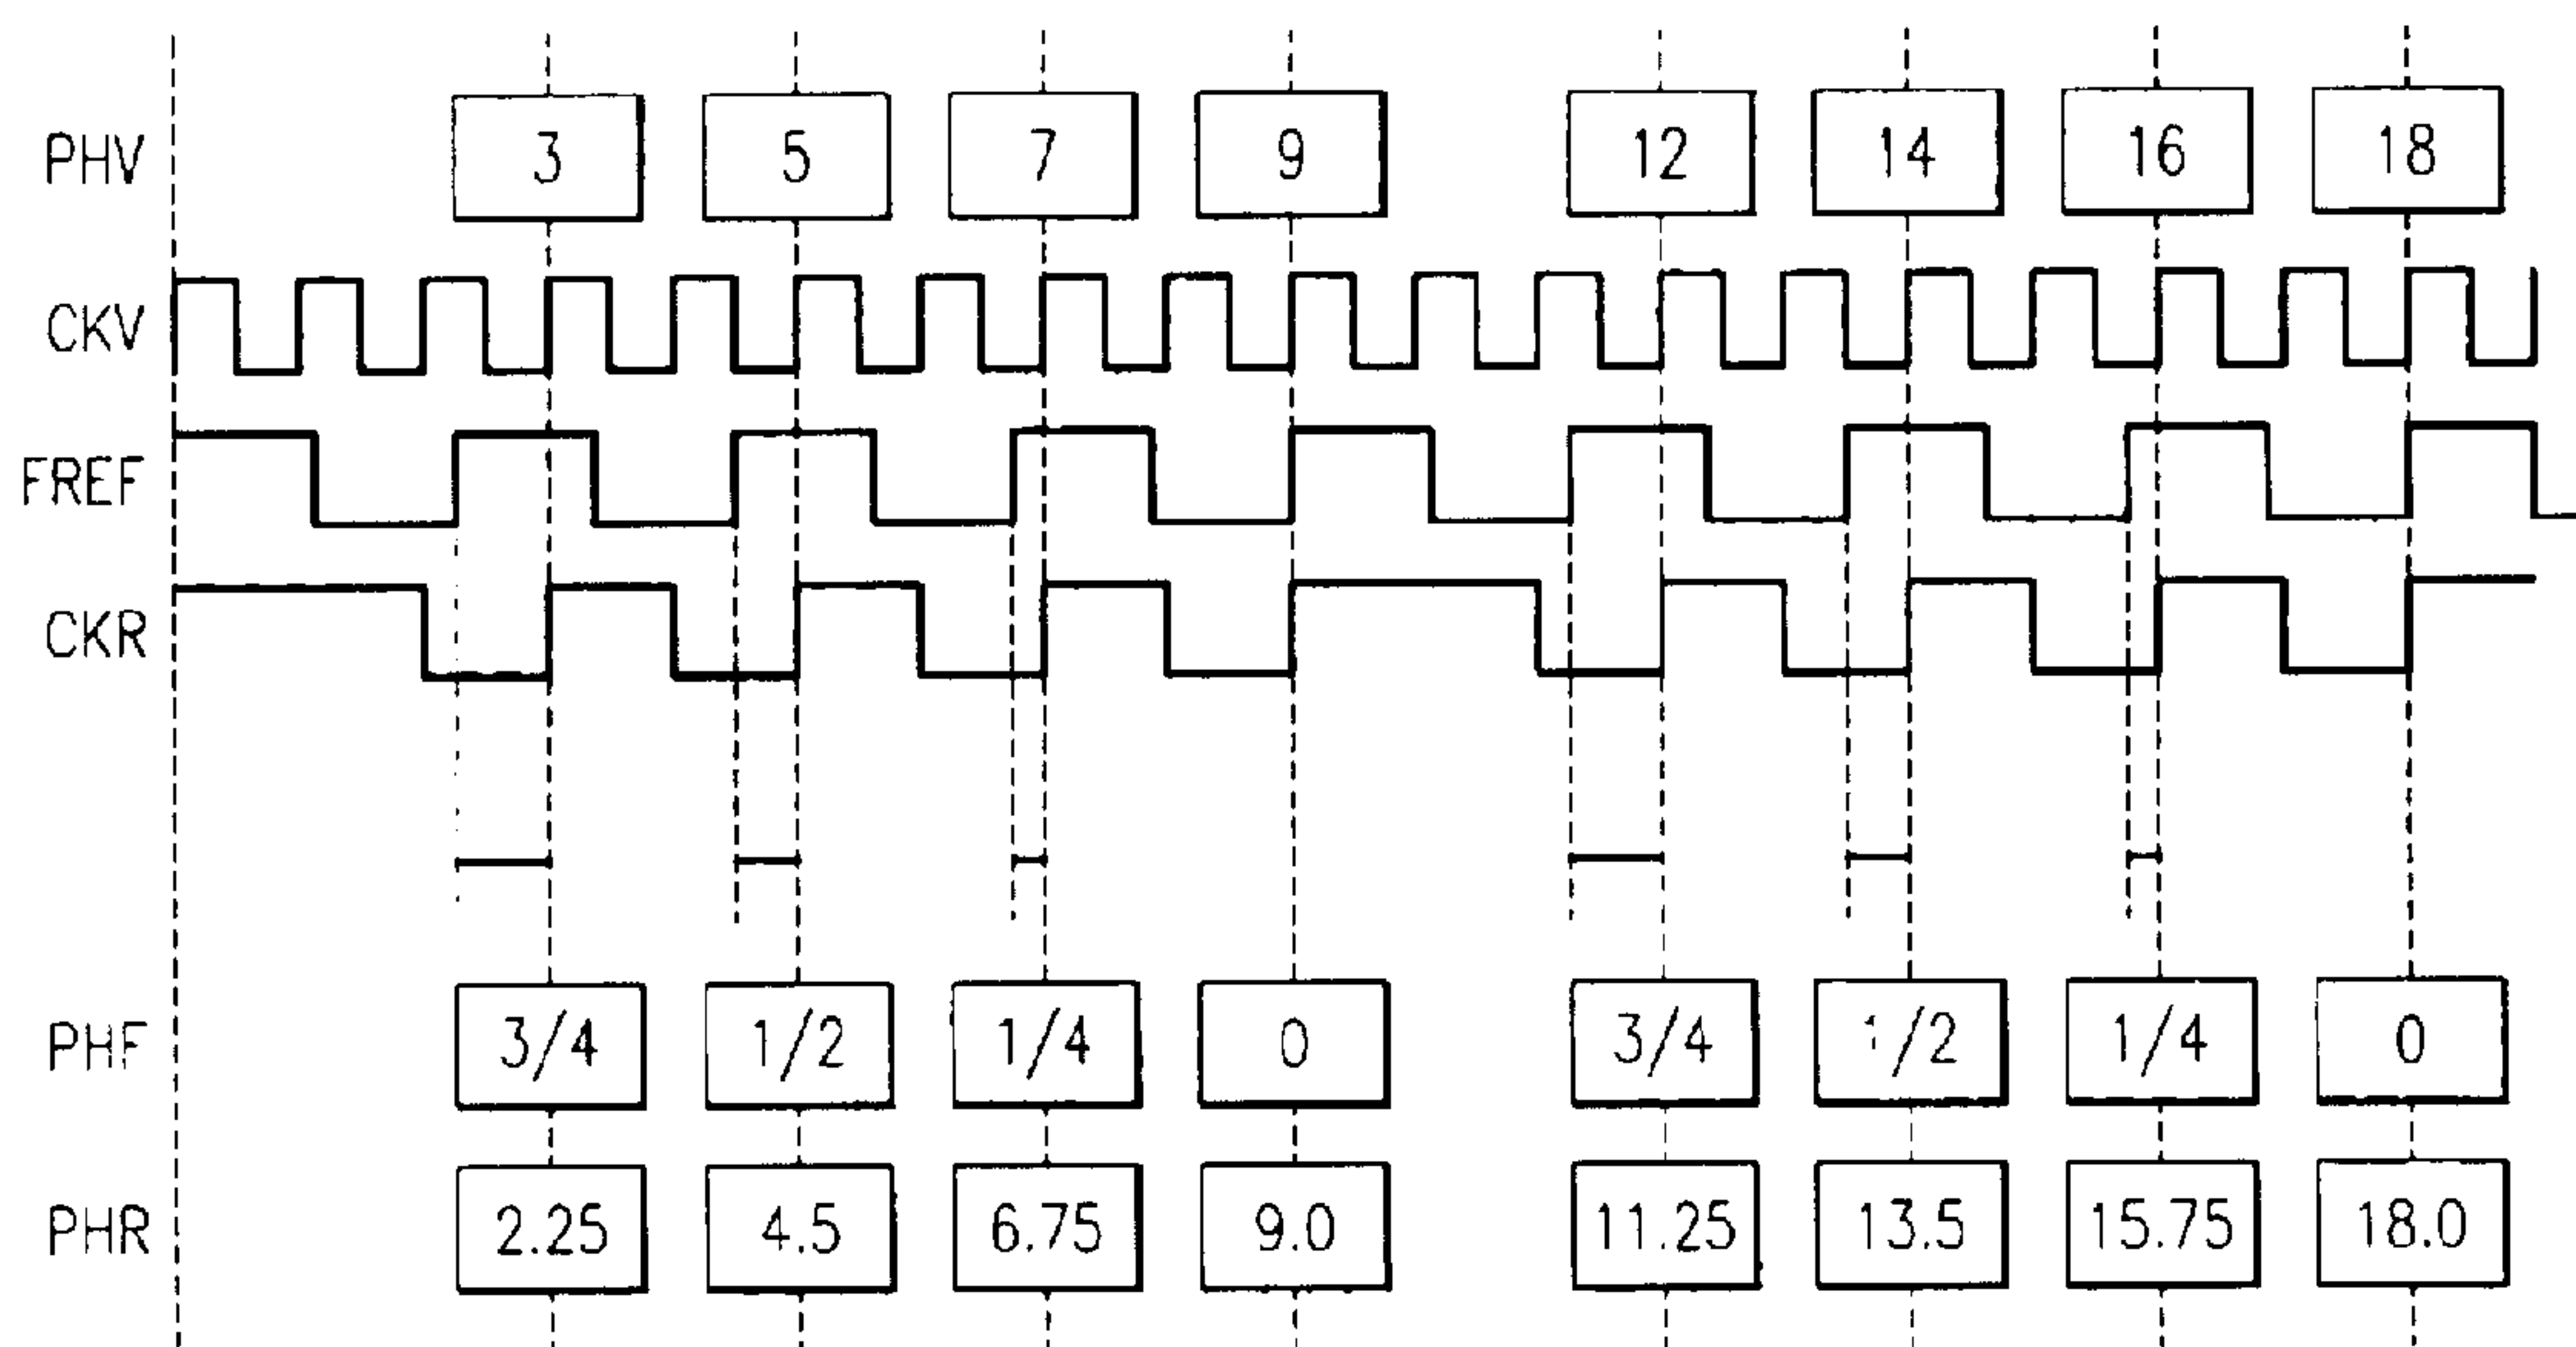 PHV 3 5 7 9 12 14 16 18
CKV
FREF
CKR
PHF 3/4 1/2 1/4 0 3/4 1/2 1/4 0
PHR 2.25 4.5 6.75 9.0 11.25 13.5 15.75 18.0